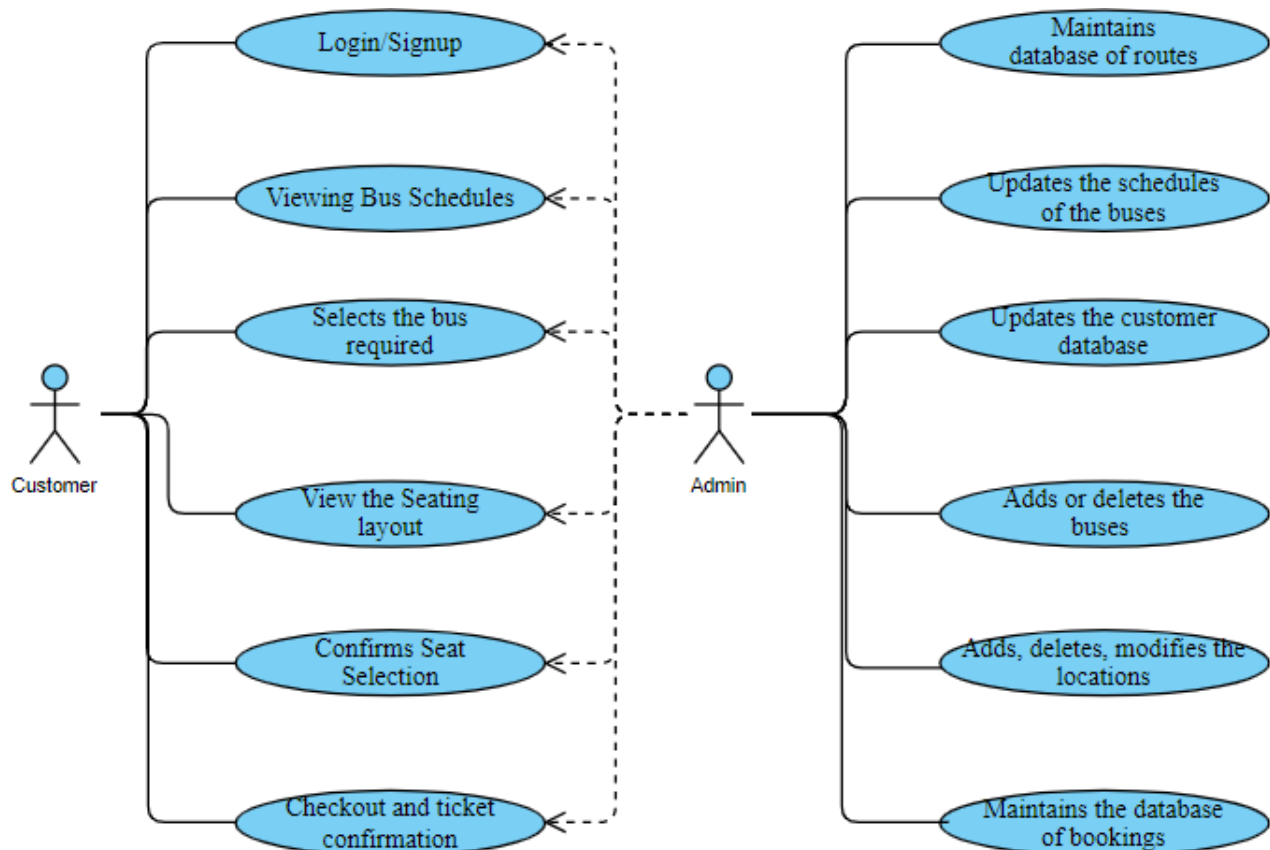 Login/Signup
Viewing Bus Schedules
Selects the bus
required
Customer
View the Seating
layout
Confirms Seat
Selection
Checkout and ticket
confirmation
Admin
Maintains
database of routes
Updates the schedules
of the buses
Updates the customer
database
Adds or deletes the
buses
Adds, deletes, modifies the
locations
Maintains the database
of bookings